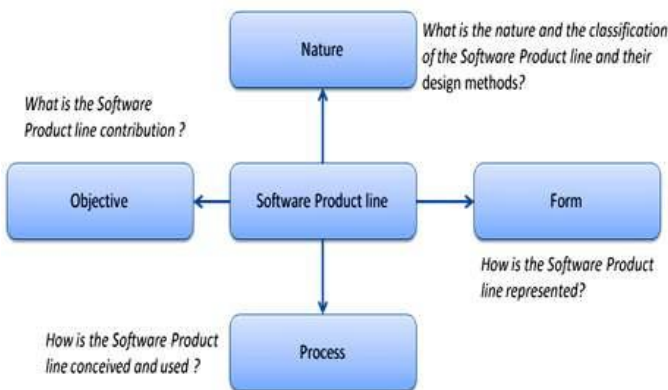 Nature
What is the nature and the classification
of the Software Product line and their
design methods?
What is the Software
Product line contribution ?
Objective
Software Product line
Form
How is the Software Product
line represented?
How is the Software Product
line conceived and used ?
Process